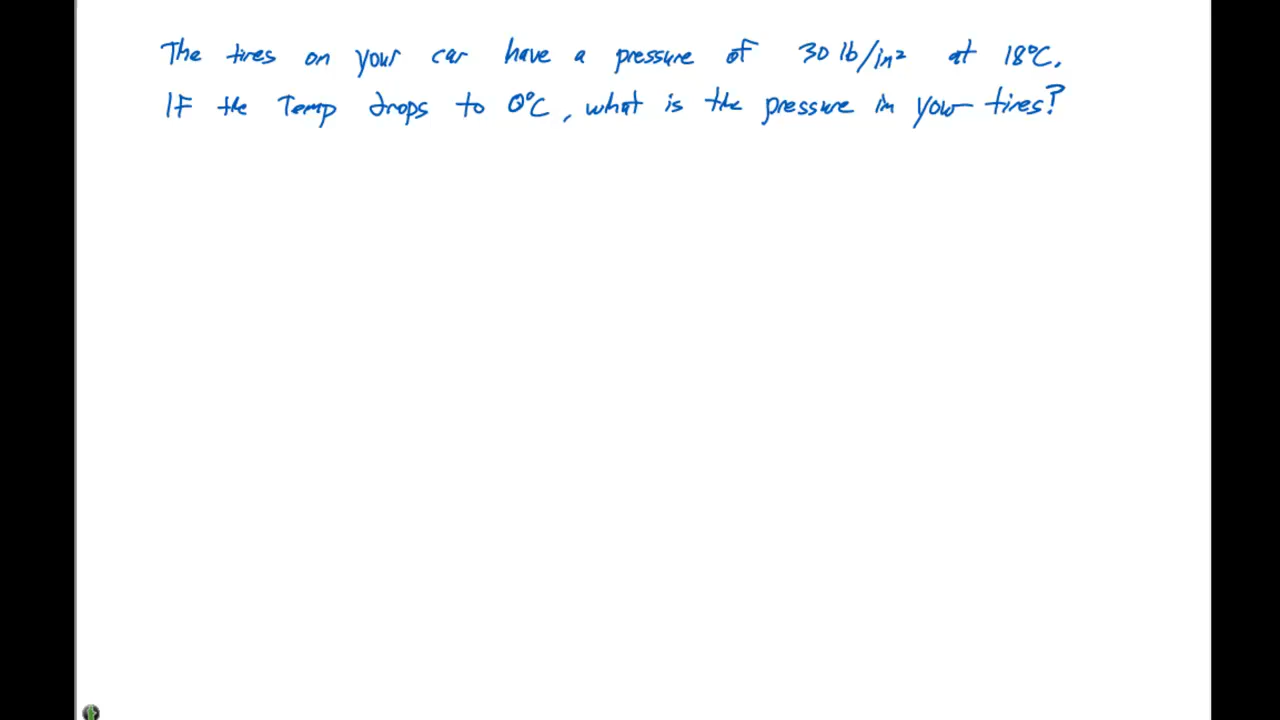 The tires on your car have a pressure of 30 lb/in² at 18°C.
If the Temp drops to 0°C, what is the pressure in your tires?